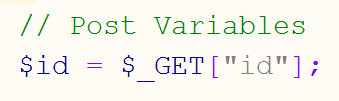 // Post Variables
$id = $_GET["id"];